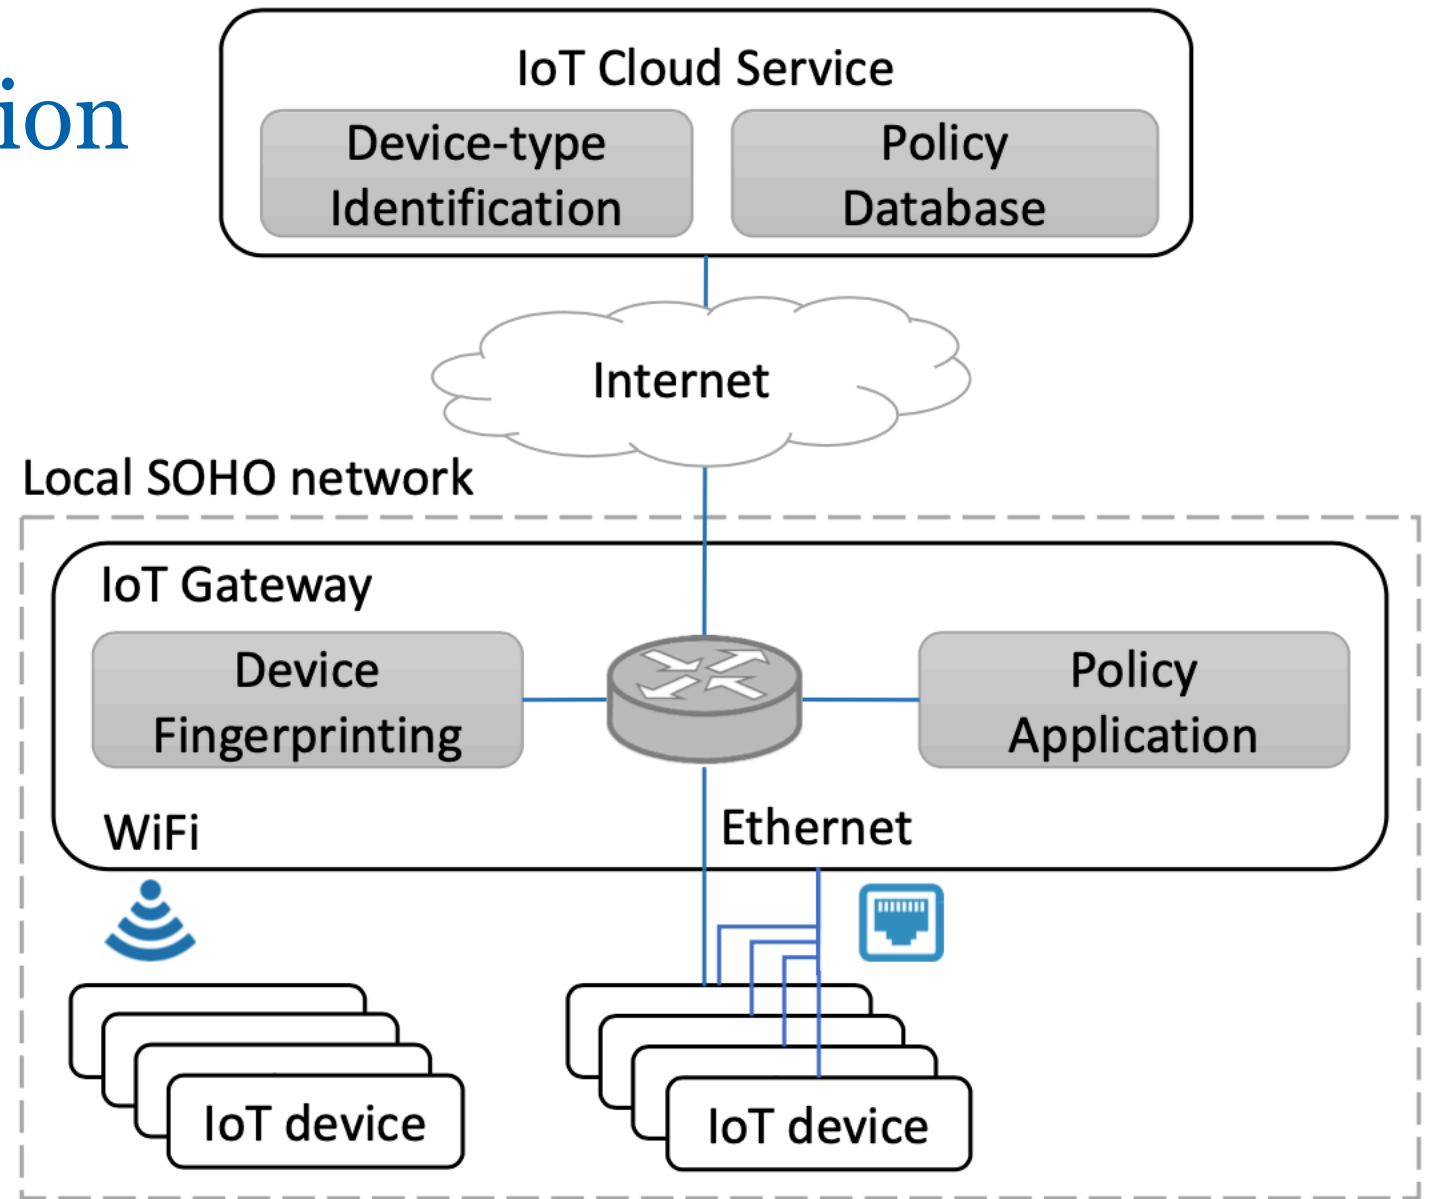 IoT Cloud Service
tion
Device-type
Identification
Policy
Database
Internet
Local SOHO network
IoT Gateway
Device
Fingerprinting
Policy
Application
WiFi
Ethernet
IoT device
IoT device